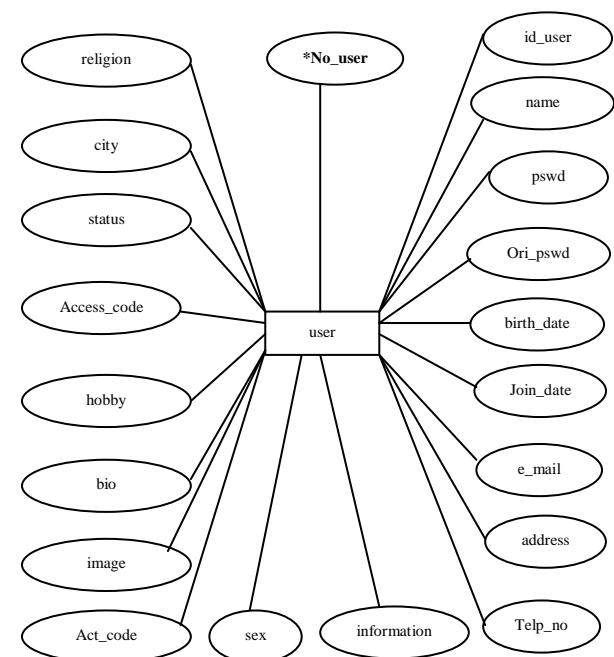 id_user
religion
*No_user
name
city
pswd
status
Ori_pswd
Access_code
birth_date
user
Join_date
hobby
e_mail
bio
address
image
Telp_no
Act_code
sex
information